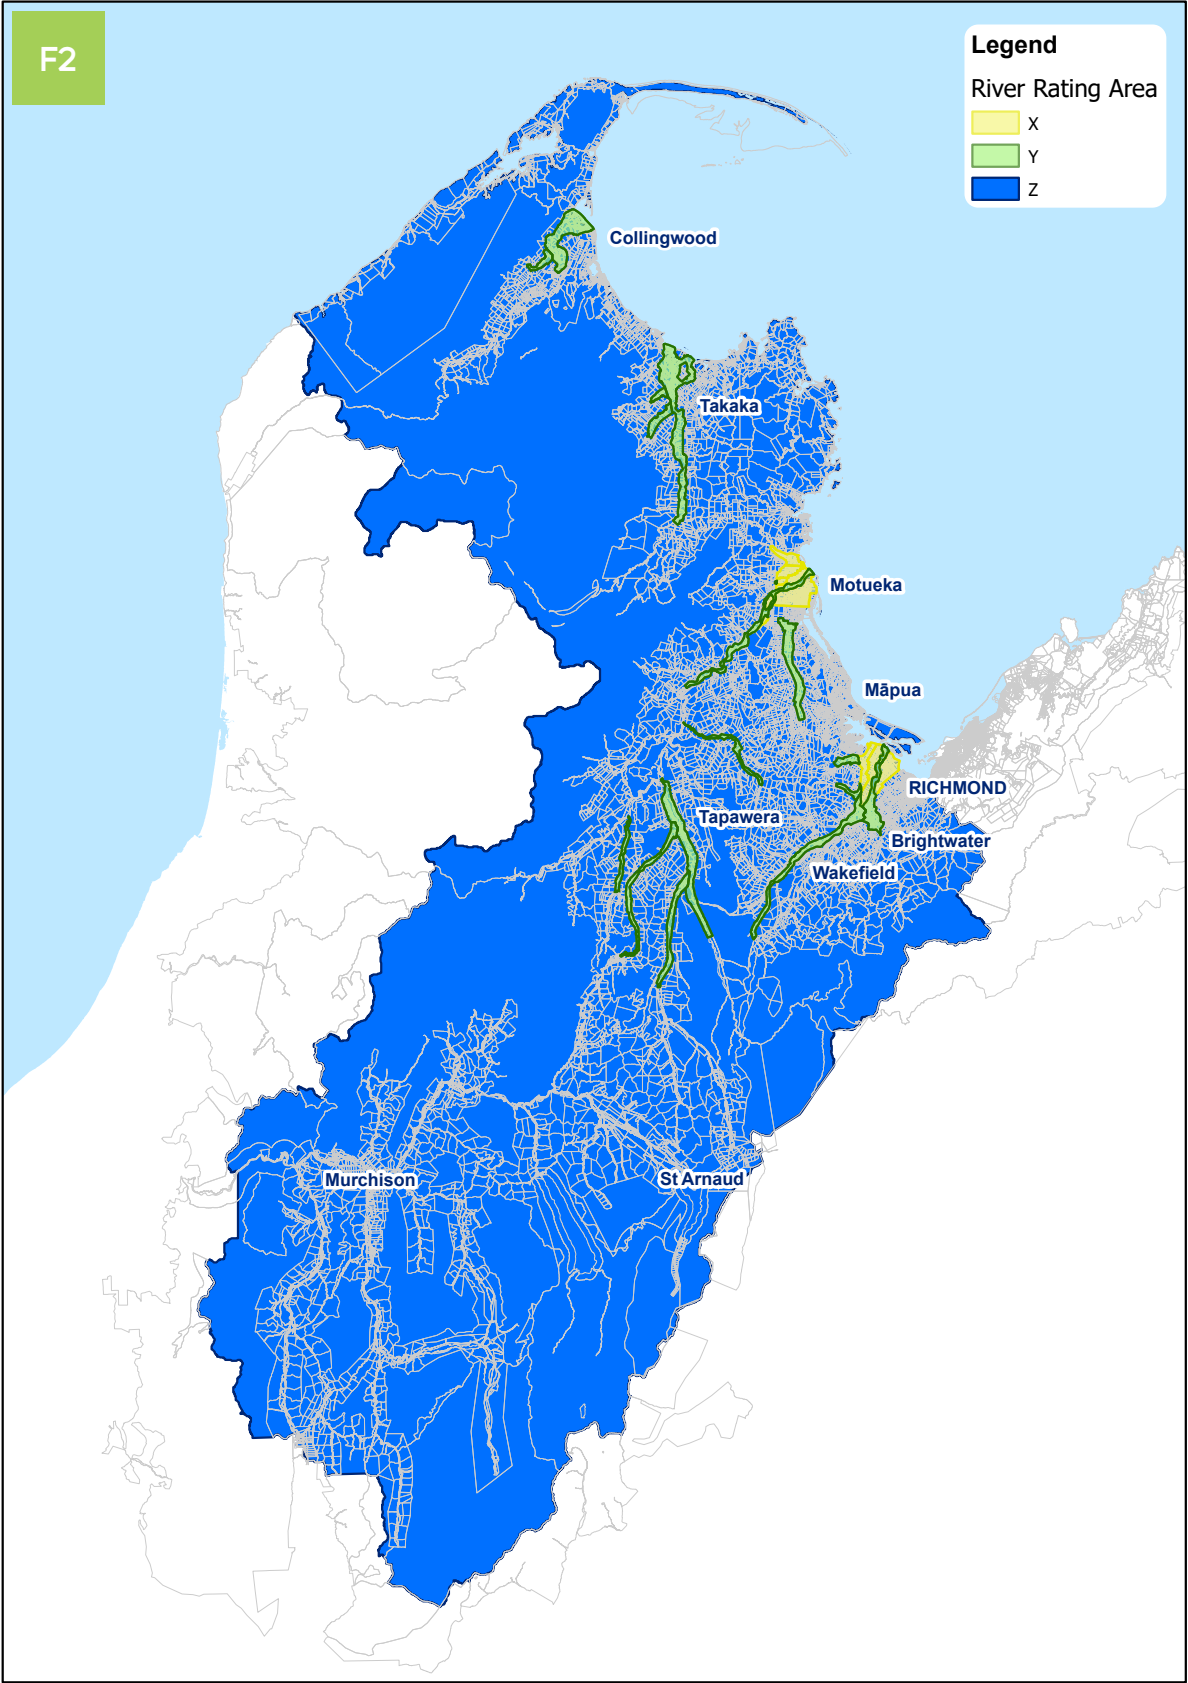 F2
Legend
River Rating Area
X
Y
Z
Collingwood
Takaka
Motueka
Māpua
RICHMOND
Tapawera
Brightwater
Wakefield
Murchison
St Arnaud